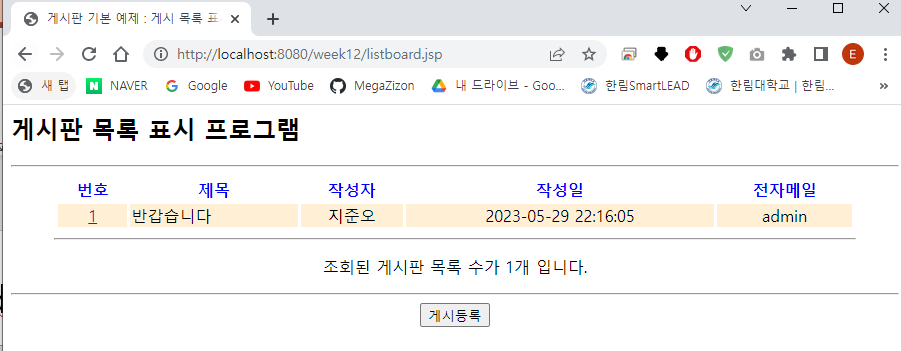 게시판 기본 예제 : 게시 목록 표
http://localhost:8080/week12/listboard.jsp
E
새 탭 NAVER Google YouTube MegaZizon 내 드라이브 - Goo... 한림SmartLEAD 한림대학교 | 한림...
게시판 목록 표시 프로그램
번호 제목 작성자 작성일 전자메일
1 반갑습니다 지준오 2023-05-29 22:16:05 admin
조회된 게시판 목록 수가 1개 입니다.
게시등록